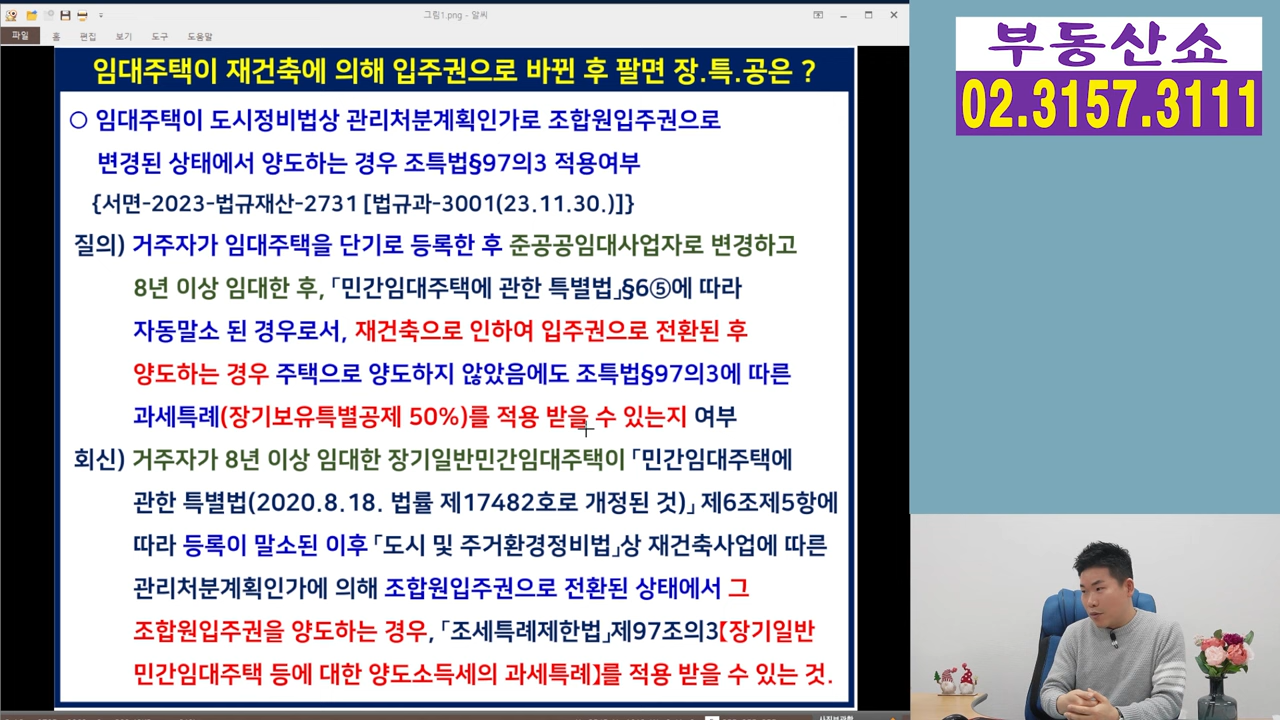 그림1.png - 알씨
파일 홈 편집 보기 도구 도움말
임대주택이 재건축에 의해 입주권으로 바뀐 후 팔면 장.특.공은 ?
○ 임대주택이 도시정비법상 관리처분계획인가로 조합원입주권으로
변경된 상태에서 양도하는 경우 조특법§97의3 적용여부
{서면-2023-법규재산-2731 [법규과-3001(23.11.30.)]}
질의) 거주자가 임대주택을 단기로 등록한 후 준공공임대사업자로 변경하고
8년 이상 임대한 후, 「민간임대주택에 관한 특별법」§6⑤에 따라
자동말소 된 경우로서, 재건축으로 인하여 입주권으로 전환된 후
양도하는 경우 주택으로 양도하지 않았음에도 조특법§97의3에 따른
과세특례(장기보유특별공제 50%)를 적용 받을 수 있는지 여부
회신) 거주자가 8년 이상 임대한 장기일반민간임대주택이 「민간임대주택에
관한 특별법(2020.8.18. 법률 제17482호로 개정된 것)」 제6조제5항에
따라 등록이 말소된 이후 「도시 및 주거환경정비법」상 재건축사업에 따른
관리처분계획인가에 의해 조합원입주권으로 전환된 상태에서 그
조합원입주권을 양도하는 경우, 「조세특례제한법」제97조의3【장기일반
민간임대주택 등에 대한 양도소득세의 과세특례】를 적용 받을 수 있는 것.
부동산쇼
02.3157.3111